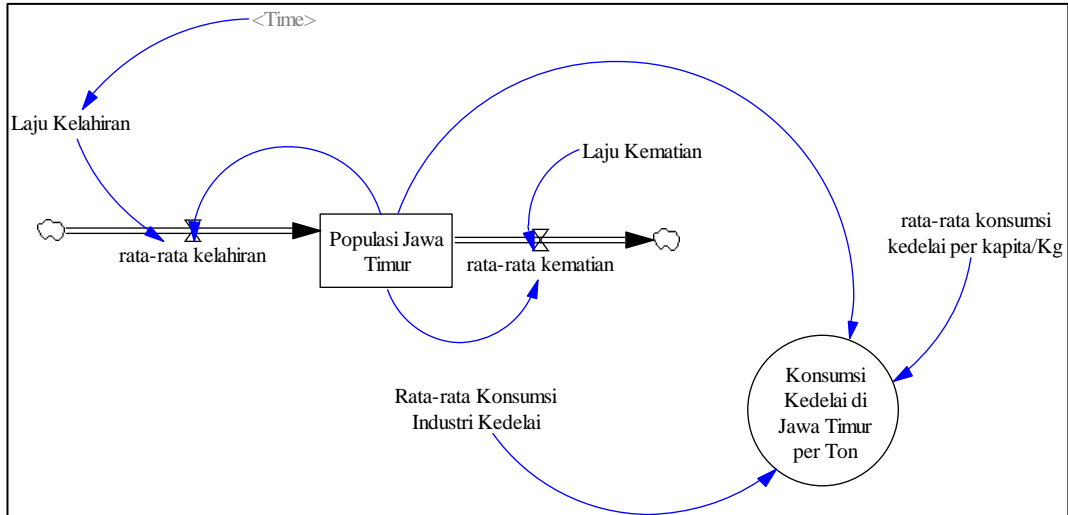 <Time>
Laju Kelahiran
Laju Kematian
rata-rata konsumsi
kedelai per kapita/Kg
Populasi Jawa
Timur
rata-rata kelahiran
rata-rata kematian
Rata-rata Konsumsi
Industri Kedelai
Konsumsi
Kedelai di
Jawa Timur
per Ton